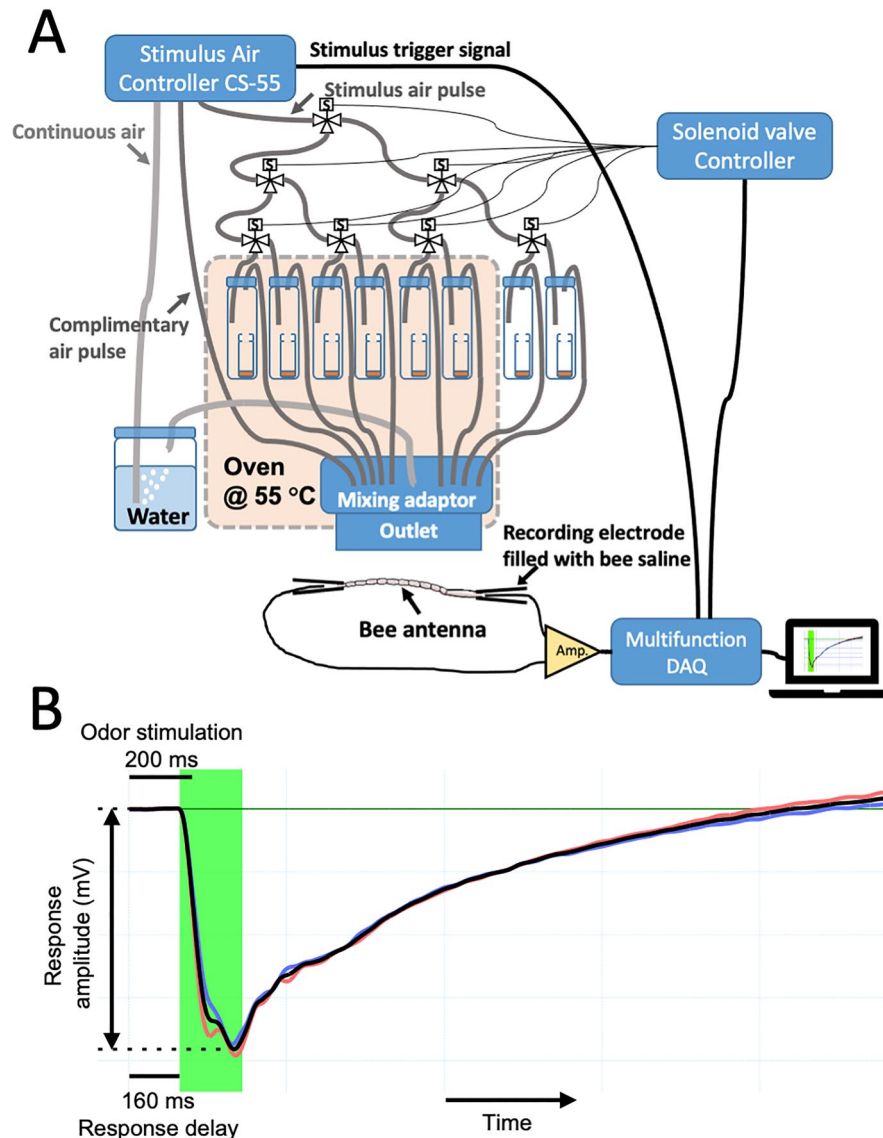 A
Stimulus Air
Controller CS-55
Stimulus trigger signal
Stimulus air pulse
Continuous air
Solenoid valve
Controller
S
S
S
S
S
S
S
Complimentary
air pulse
Oven
@ 55 °C
Mixing adaptor
Outlet
Water
Recording electrode
filled with bee saline
Bee antenna
Amp.
Multifunction
DAQ
B
Odor stimulation
200 ms
Response
amplitude (mV)
160 ms
Response delay
Time